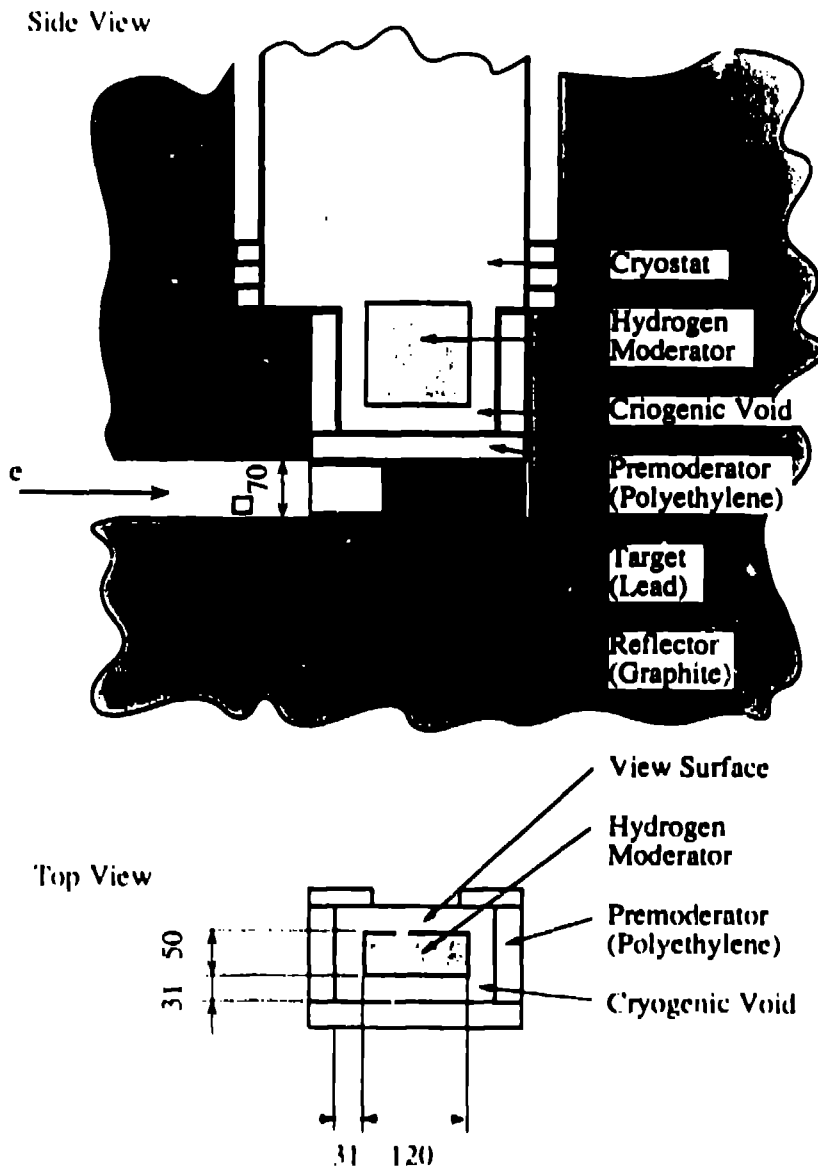 Side View
Cryostat
Hydrogen
Moderator
Criogenic Void
Premoderator
(Polyethylene)
Target
(Lead)
Reflector
(Graphite)
e
□70
View Surface
Hydrogen
Moderator
Top View
Premoderator
(Polyethylene)
Cryogenic Void
50
31
31 120